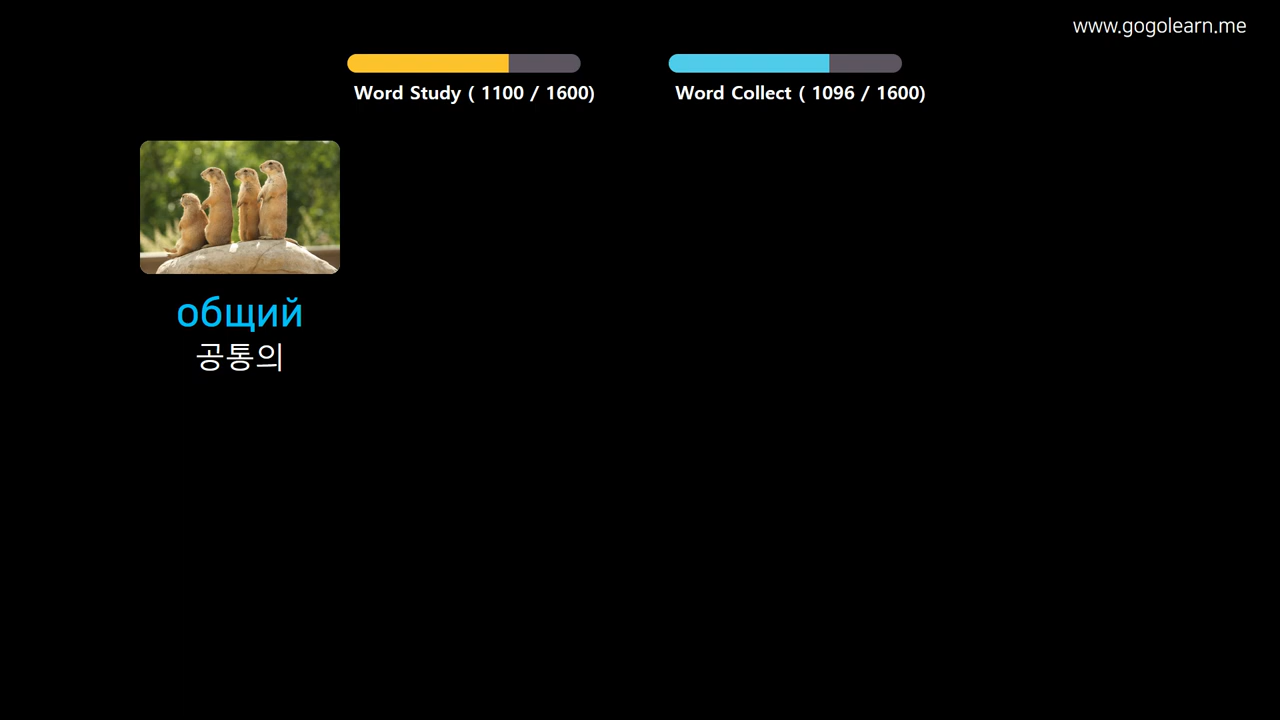 www.gogolearn.me
Word Study ( 1100 / 1600)
Word Collect ( 1096 / 1600)
общий
공통의